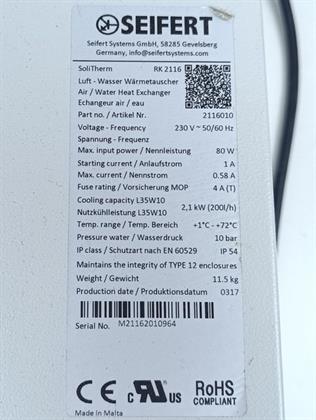 SEIFERT
Seifert Systems GmbH, 58285 Gevelsberg
Germany, info@seifertsystems.com
SoliTherm RK 2116
Luft - Wasser Wärmetauscher
Air / Water Heat Exchanger
Echangeur air / eau
Part no. / Artikel Nr. 2116010
Voltage - Frequency 230 V ~ 50/60 Hz
Spannung - Frequenz
Max. input power / Nennleistung 80 W
Starting current / Anlaufstrom 1 A
Max. current / Nennstrom 0.58 A
Fuse rating / Vorsicherung MOP 4 A (T)
Cooling capacity L35W10
Nutzkühlleistung L35W10 2,1 kW (200l/h)
Temp. range / Temp. Bereich +1°C - +72°C
Pressure water / Wasserdruck 10 bar
IP class / Schutzart nach EN 60529 IP 54
Maintains the integrity of TYPE 12 enclosures
Weight / Gewicht 11.5 kg
Production date / Produktionsdatum 0317
Serial No. M21162010964
CE c RU US RoHS
COMPLIANT
Made in Malta